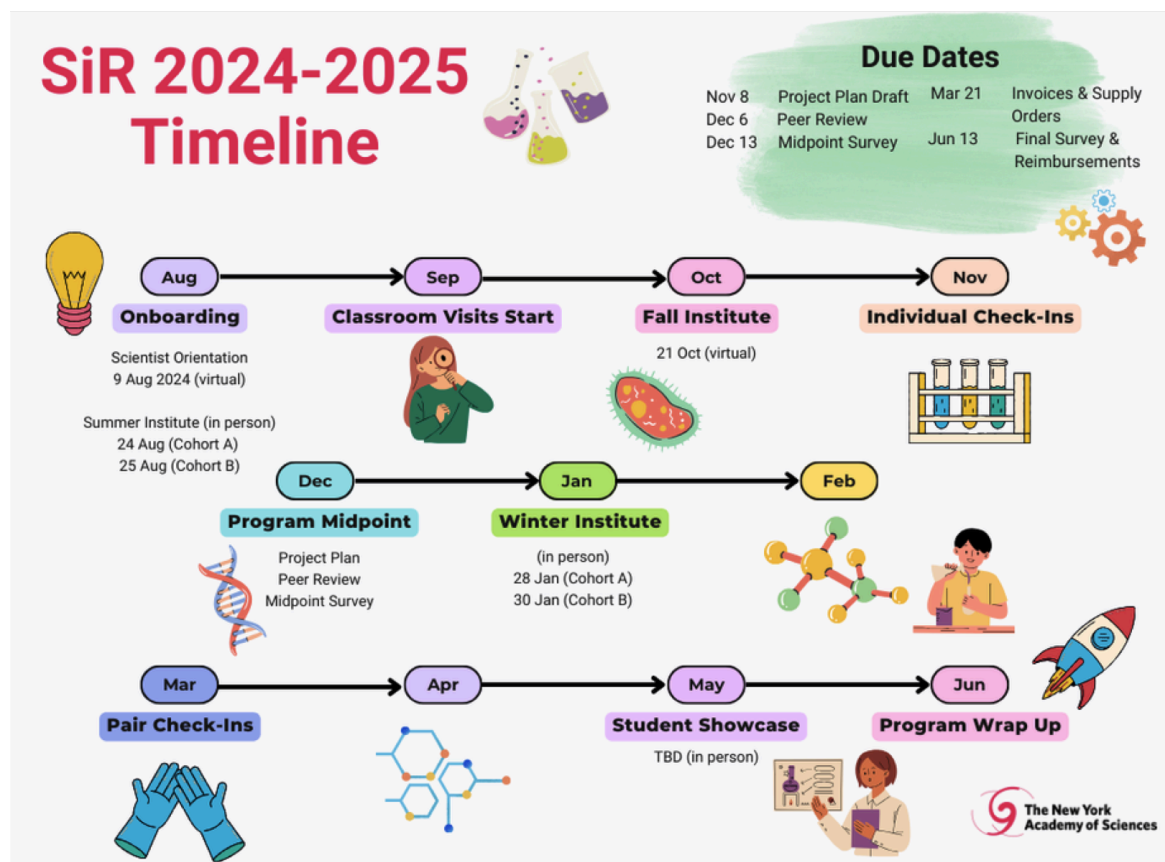 SiR 2024-2025
Timeline
Due Dates
Nov 8 Project Plan Draft
Dec 6 Peer Review
Dec 13 Midpoint Survey
Mar 21 Invoices & Supply
Orders
Jun 13 Final Survey &
Reimbursements
Aug
Sep
Oct
Nov
Onboarding
Classroom Visits Start
Fall Institute
Individual Check-Ins
Scientist Orientation
9 Aug 2024 (virtual)
Summer Institute (in person)
24 Aug (Cohort A)
25 Aug (Cohort B)
21 Oct (virtual)
Dec
Jan
Feb
Program Midpoint
Winter Institute
Project Plan
Peer Review
Midpoint Survey
(in person)
28 Jan (Cohort A)
30 Jan (Cohort B)
Mar
Apr
May
Jun
Pair Check-Ins
Student Showcase
Program Wrap Up
TBD (in person)
The New York
Academy of Sciences